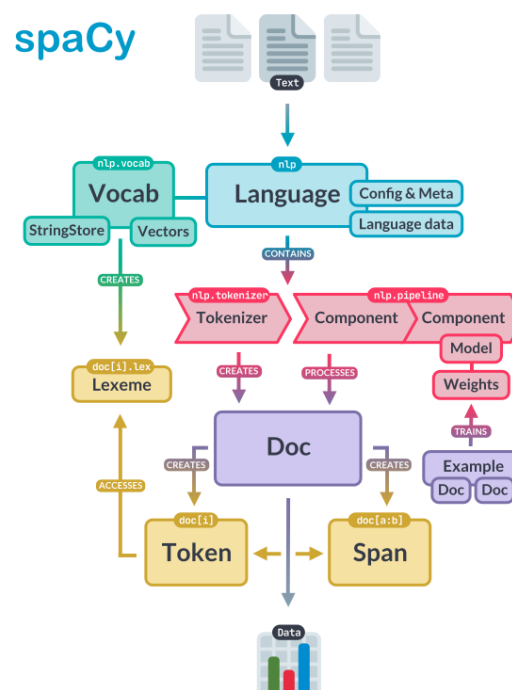 spaCy
Text
nlp.vocab
Vocab
StringStore
Vectors
nlp
Language
Config & Meta
Language data
CREATES
CONTAINS
nlp.tokenizer
Tokenizer
nlp.pipeline
Component
Component
Model
Weights
doc[i].lex
Lexeme
CREATES
PROCESSES
TRAINS
Doc
Example
Doc
Doc
CREATES
CREATES
ACCESSES
doc[i]
Token
doc[a:b]
Span
Data